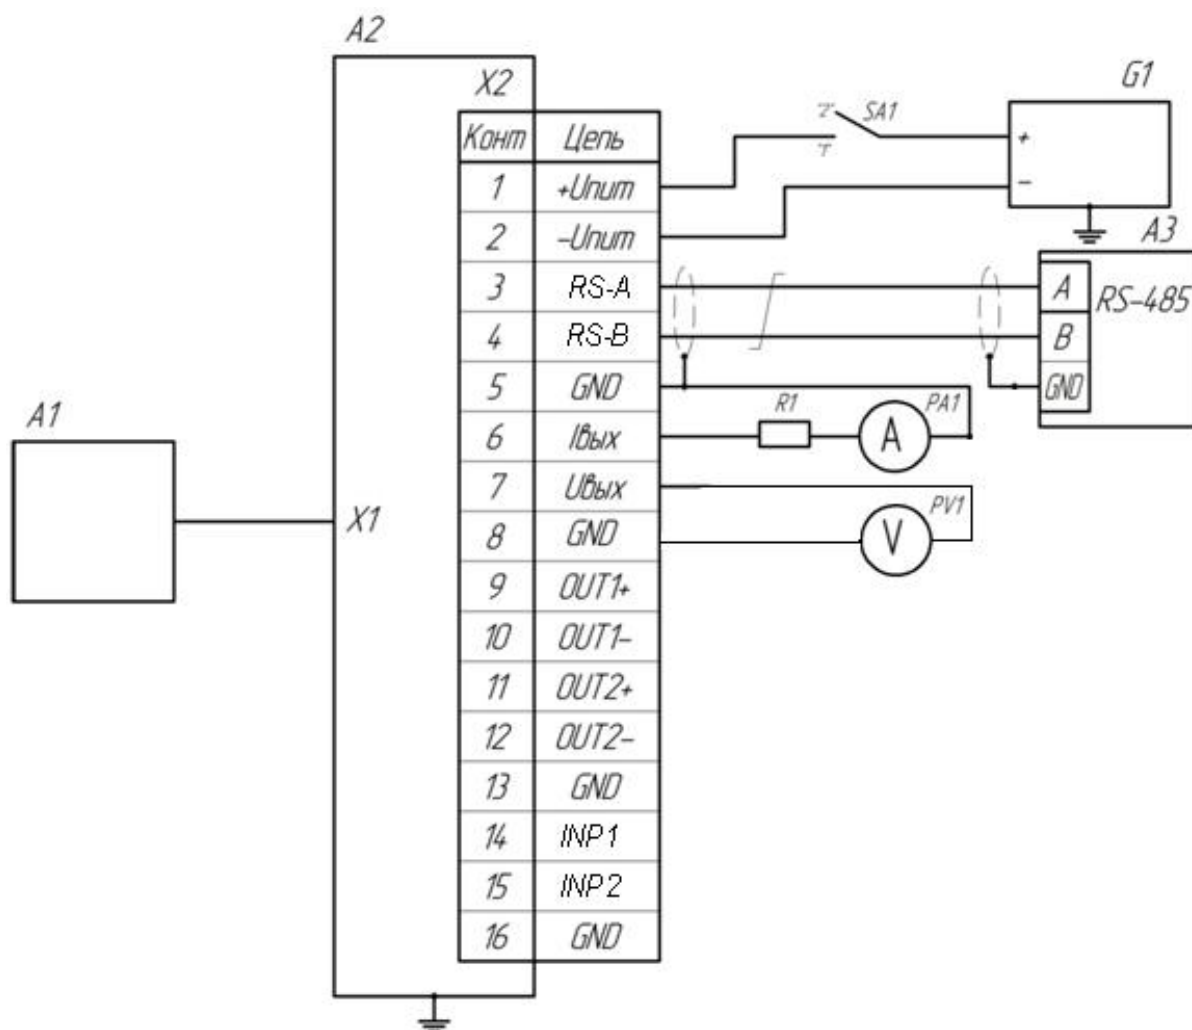 A2
X2
G1
"2" SA1
"1"
+
−
Конт Цепь
1 +Uпит
2 −Uпит
3 RS-A
4 RS-B
5 GND
6 Iвых
7 Uвых
8 GND
9 OUT1+
10 OUT1−
11 OUT2+
12 OUT2−
13 GND
14 INP1
15 INP2
16 GND
A3
A RS-485
B
GND
R1 PA1
A
PV1
V
A1
X1